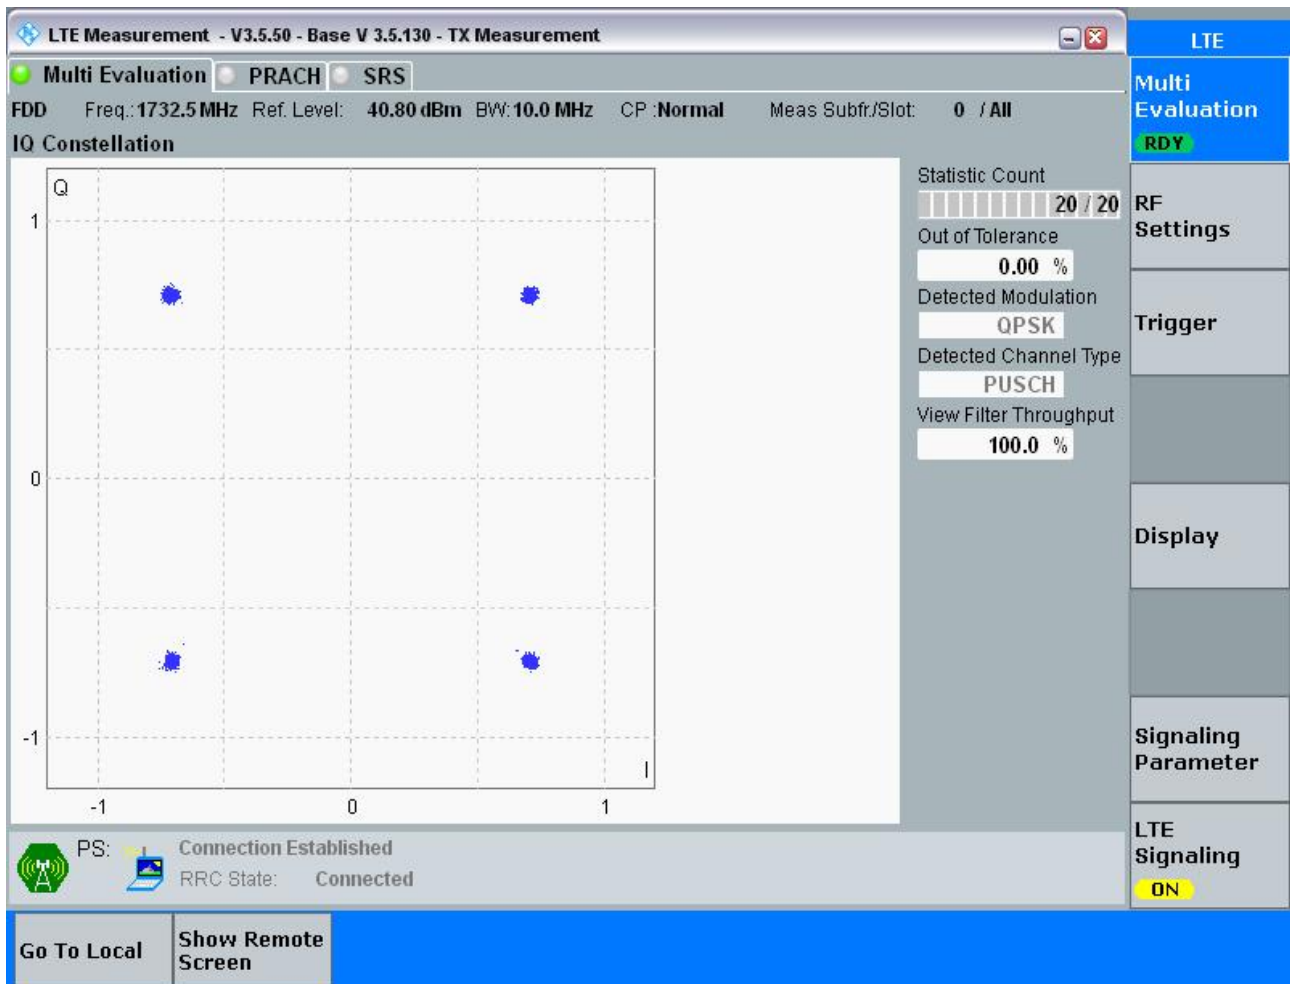 LTE Measurement - V3.5.50 - Base V 3.5.130 - TX Measurement
LTE
Multi Evaluation PRACH SRS
FDD Freq.: 1732.5 MHz Ref. Level: 40.80 dBm BW: 10.0 MHz CP : Normal Meas Subfr./Slot: 0 / All
IQ Constellation
Q
1
0
-1
-1 0 1
I
Statistic Count
20 / 20
Out of Tolerance
0.00 %
Detected Modulation
QPSK
Detected Channel Type
PUSCH
View Filter Throughput
100.0 %
Multi
Evaluation
RDY
RF
Settings
Trigger
Display
Signaling
Parameter
LTE
Signaling
ON
PS: Connection Established
RRC State: Connected
Go To Local
Show Remote
Screen